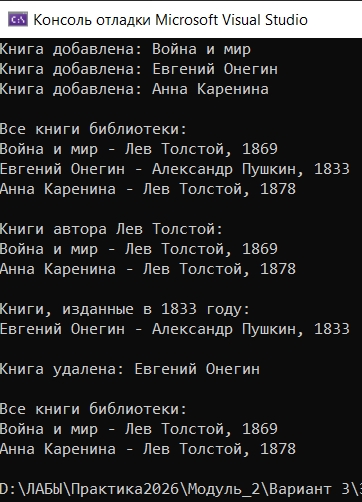 Консоль отладки Microsoft Visual Studio
Книга добавлена: Война и мир
Книга добавлена: Евгений Онегин
Книга добавлена: Анна Каренина
Все книги библиотеки:
Война и мир - Лев Толстой, 1869
Евгений Онегин - Александр Пушкин, 1833
Анна Каренина - Лев Толстой, 1878
Книги автора Лев Толстой:
Война и мир - Лев Толстой, 1869
Анна Каренина - Лев Толстой, 1878
Книги, изданные в 1833 году:
Евгений Онегин - Александр Пушкин, 1833
Книга удалена: Евгений Онегин
Все книги библиотеки:
Война и мир - Лев Толстой, 1869
Анна Каренина - Лев Толстой, 1878
D:\ЛАБЫ\Практика2026\Модуль_2\Вариант 3\